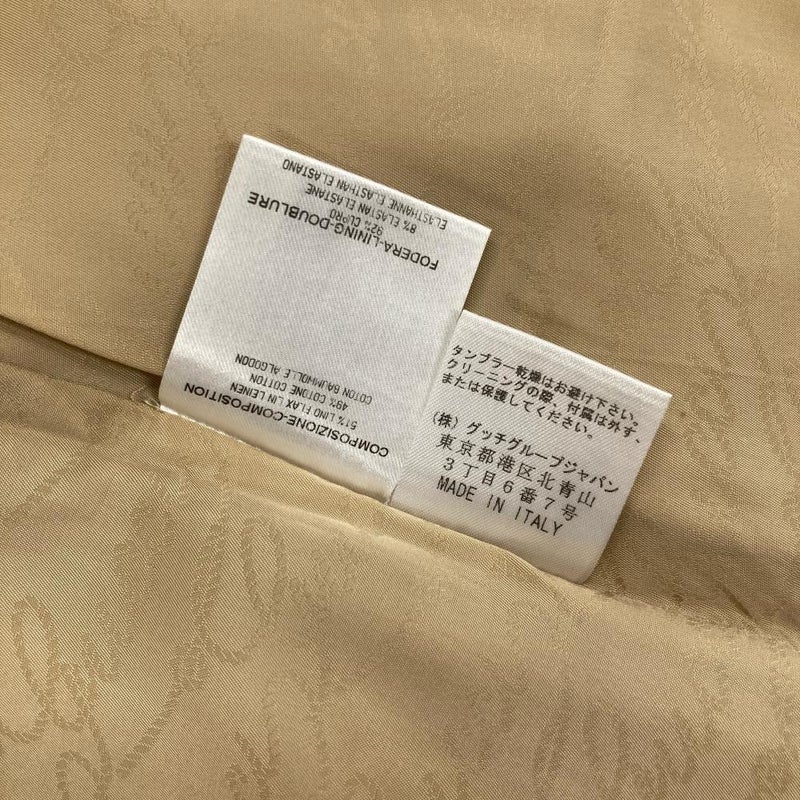 COMPOSIZIONE-COMPOSITION
51% LINO FLAX LIN LEINEN
49% COTONE COTTON
COTON BAUMWOLLE ALGODON
FODERA-LINING-DOUBLURE
92% CUPRO
8% ELASTAN ELASTANE
ELASTHANNE ELASTHAN ELASTANO
タンブラー乾燥はお避け下さい。
クリーニングの際、付属は外す、
または保護してください。
(株) グッチグループジャパン
東京都港区北青山
3丁目6番7号
MADE IN ITALY